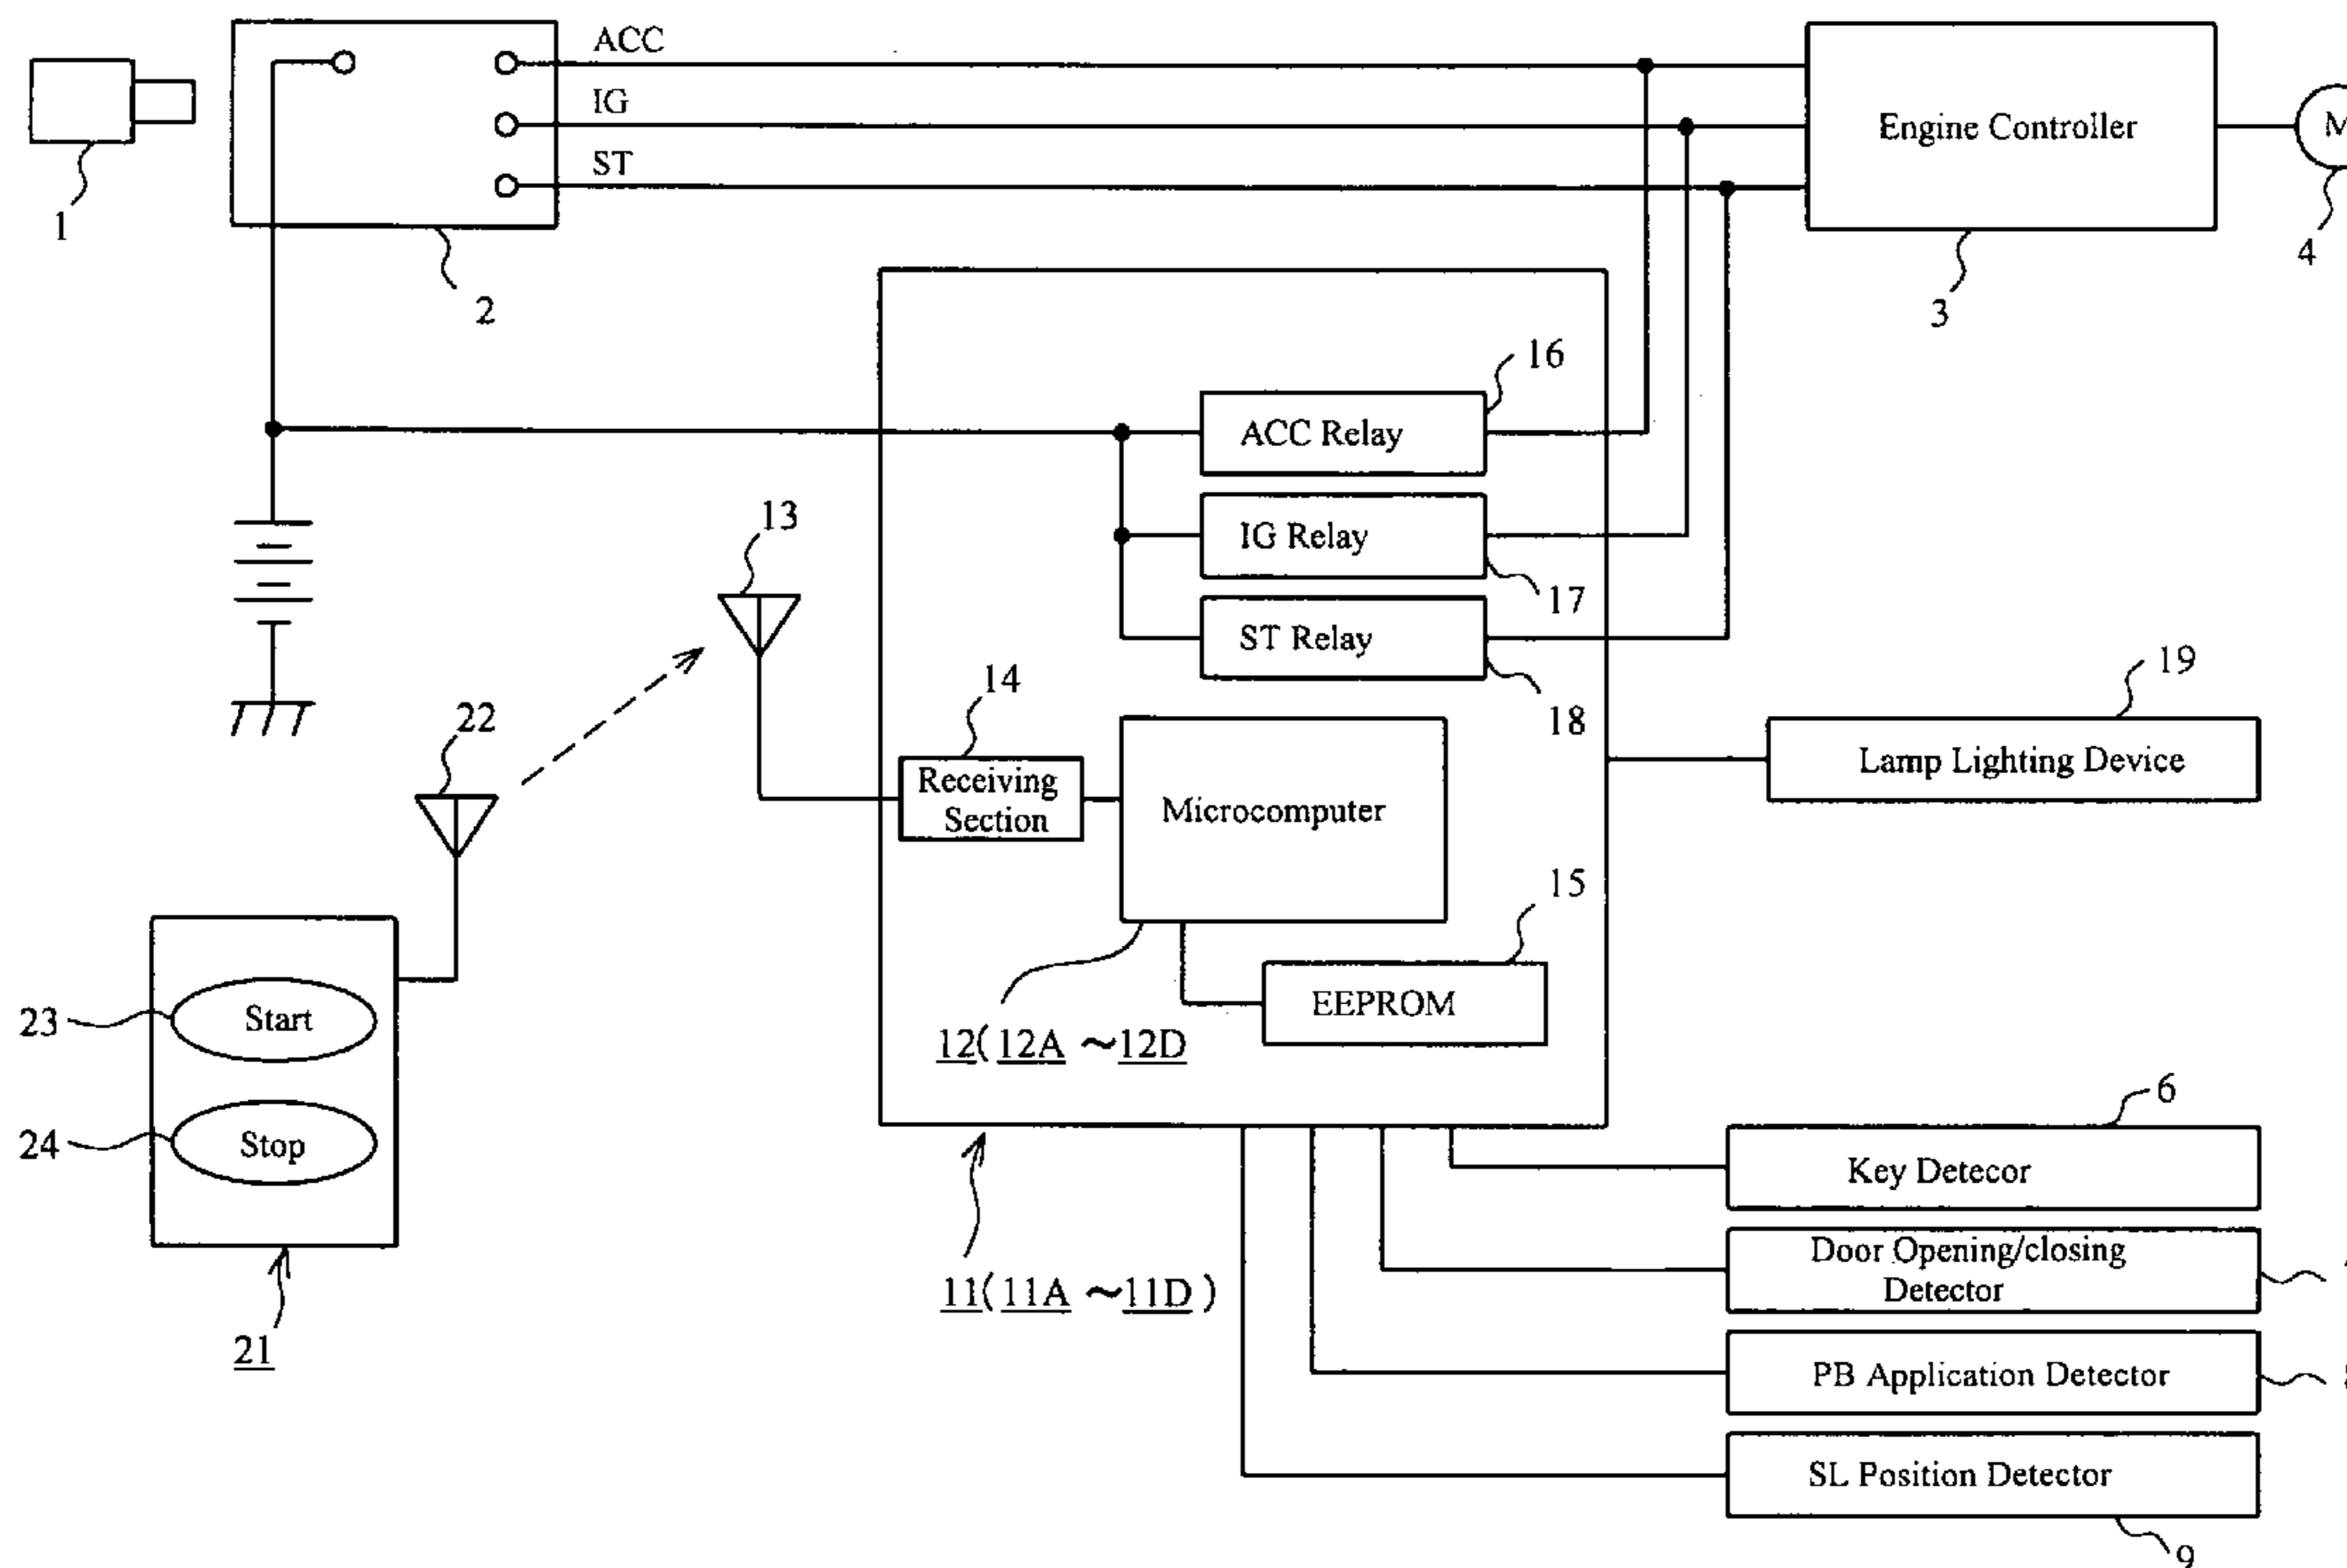 ACC
IG
ST
Engine Controller
M
1
2
3
4
16
ACC Relay
13
IG Relay
17
ST Relay
14
18
19
22
Lamp Lighting Device
Receiving
Section
Microcomputer
15
EEPROM
23
Start
12(12A ~12D
6
24
Stop
Key Detecor
Door Opening/closing
Detector
11(11A ~11D)
21
PB Application Detector
SL Position Detector
9